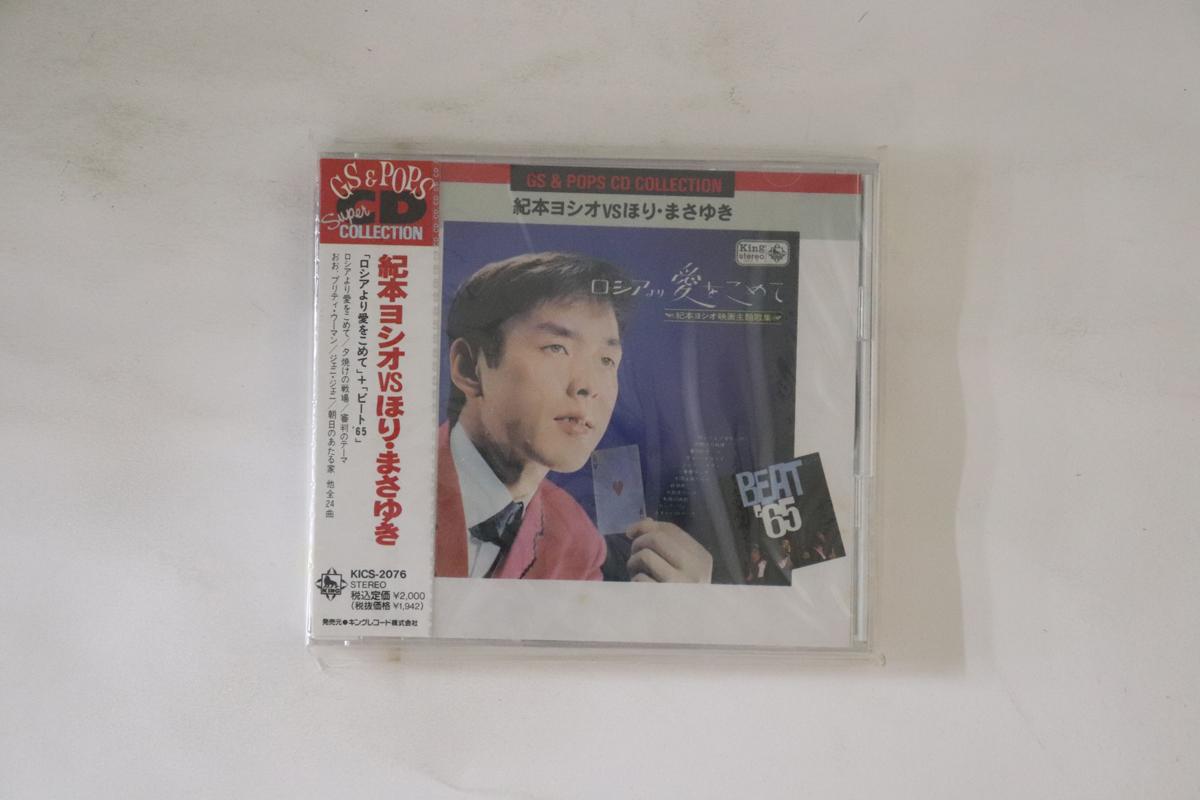 GS & POPS
Super CD
COLLECTION
紀本ヨシオVSほり・まさゆき
「ロシアより愛をこめて」+「ビート'65」
ロシアより愛をこめて/夕焼けの戦場/審判のテーマ
おお、プリティ・ウーマン/ジェニ・ジェニ/朝日のあたる家 他全24曲
KING
KICS-2076
STEREO
税込定価 ¥2,000
(税抜価格 ¥1,942)
発売元●キングレコード株式会社
GS & POPS CD COLLECTION
紀本ヨシオVSほり・まさゆき
King
stereo
ロシアより愛をこめて
紀本ヨシオ映画主題歌集
BEAT
'65